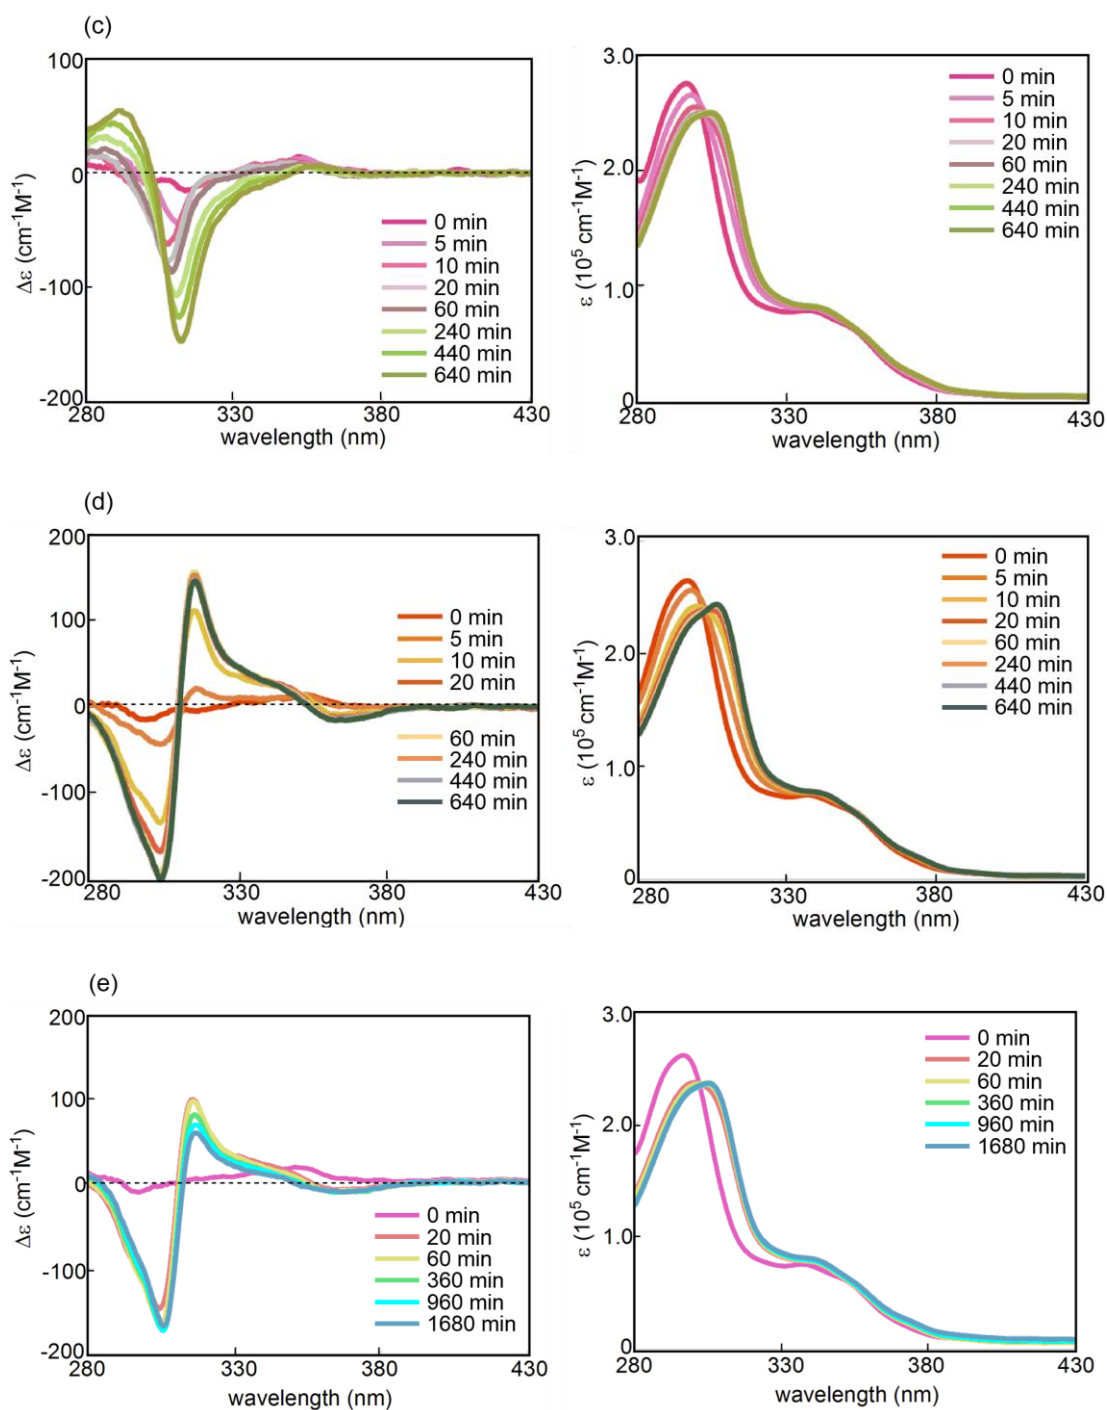 (c)
100
0
-100
-200
Δε (cm⁻¹M⁻¹)
0 min
5 min
10 min
20 min
60 min
240 min
440 min
640 min
280 330 380 430
wavelength (nm)
3.0
2.0
1.0
0
ε (10⁵ cm⁻¹M⁻¹)
0 min
5 min
10 min
20 min
60 min
240 min
440 min
640 min
280 330 380 430
wavelength (nm)
(d)
200
100
0
-100
-200
Δε (cm⁻¹M⁻¹)
0 min
5 min
10 min
20 min
60 min
240 min
440 min
640 min
280 330 380 430
wavelength (nm)
3.0
2.0
1.0
0
ε (10⁵ cm⁻¹M⁻¹)
0 min
5 min
10 min
20 min
60 min
240 min
440 min
640 min
280 330 380 430
wavelength (nm)
(e)
200
100
0
-100
-200
Δε (cm⁻¹M⁻¹)
0 min
20 min
60 min
360 min
960 min
1680 min
280 330 380 430
wavelength (nm)
3.0
2.0
1.0
0
ε (10⁵ cm⁻¹M⁻¹)
0 min
20 min
60 min
360 min
960 min
1680 min
280 330 380 430
wavelength (nm)